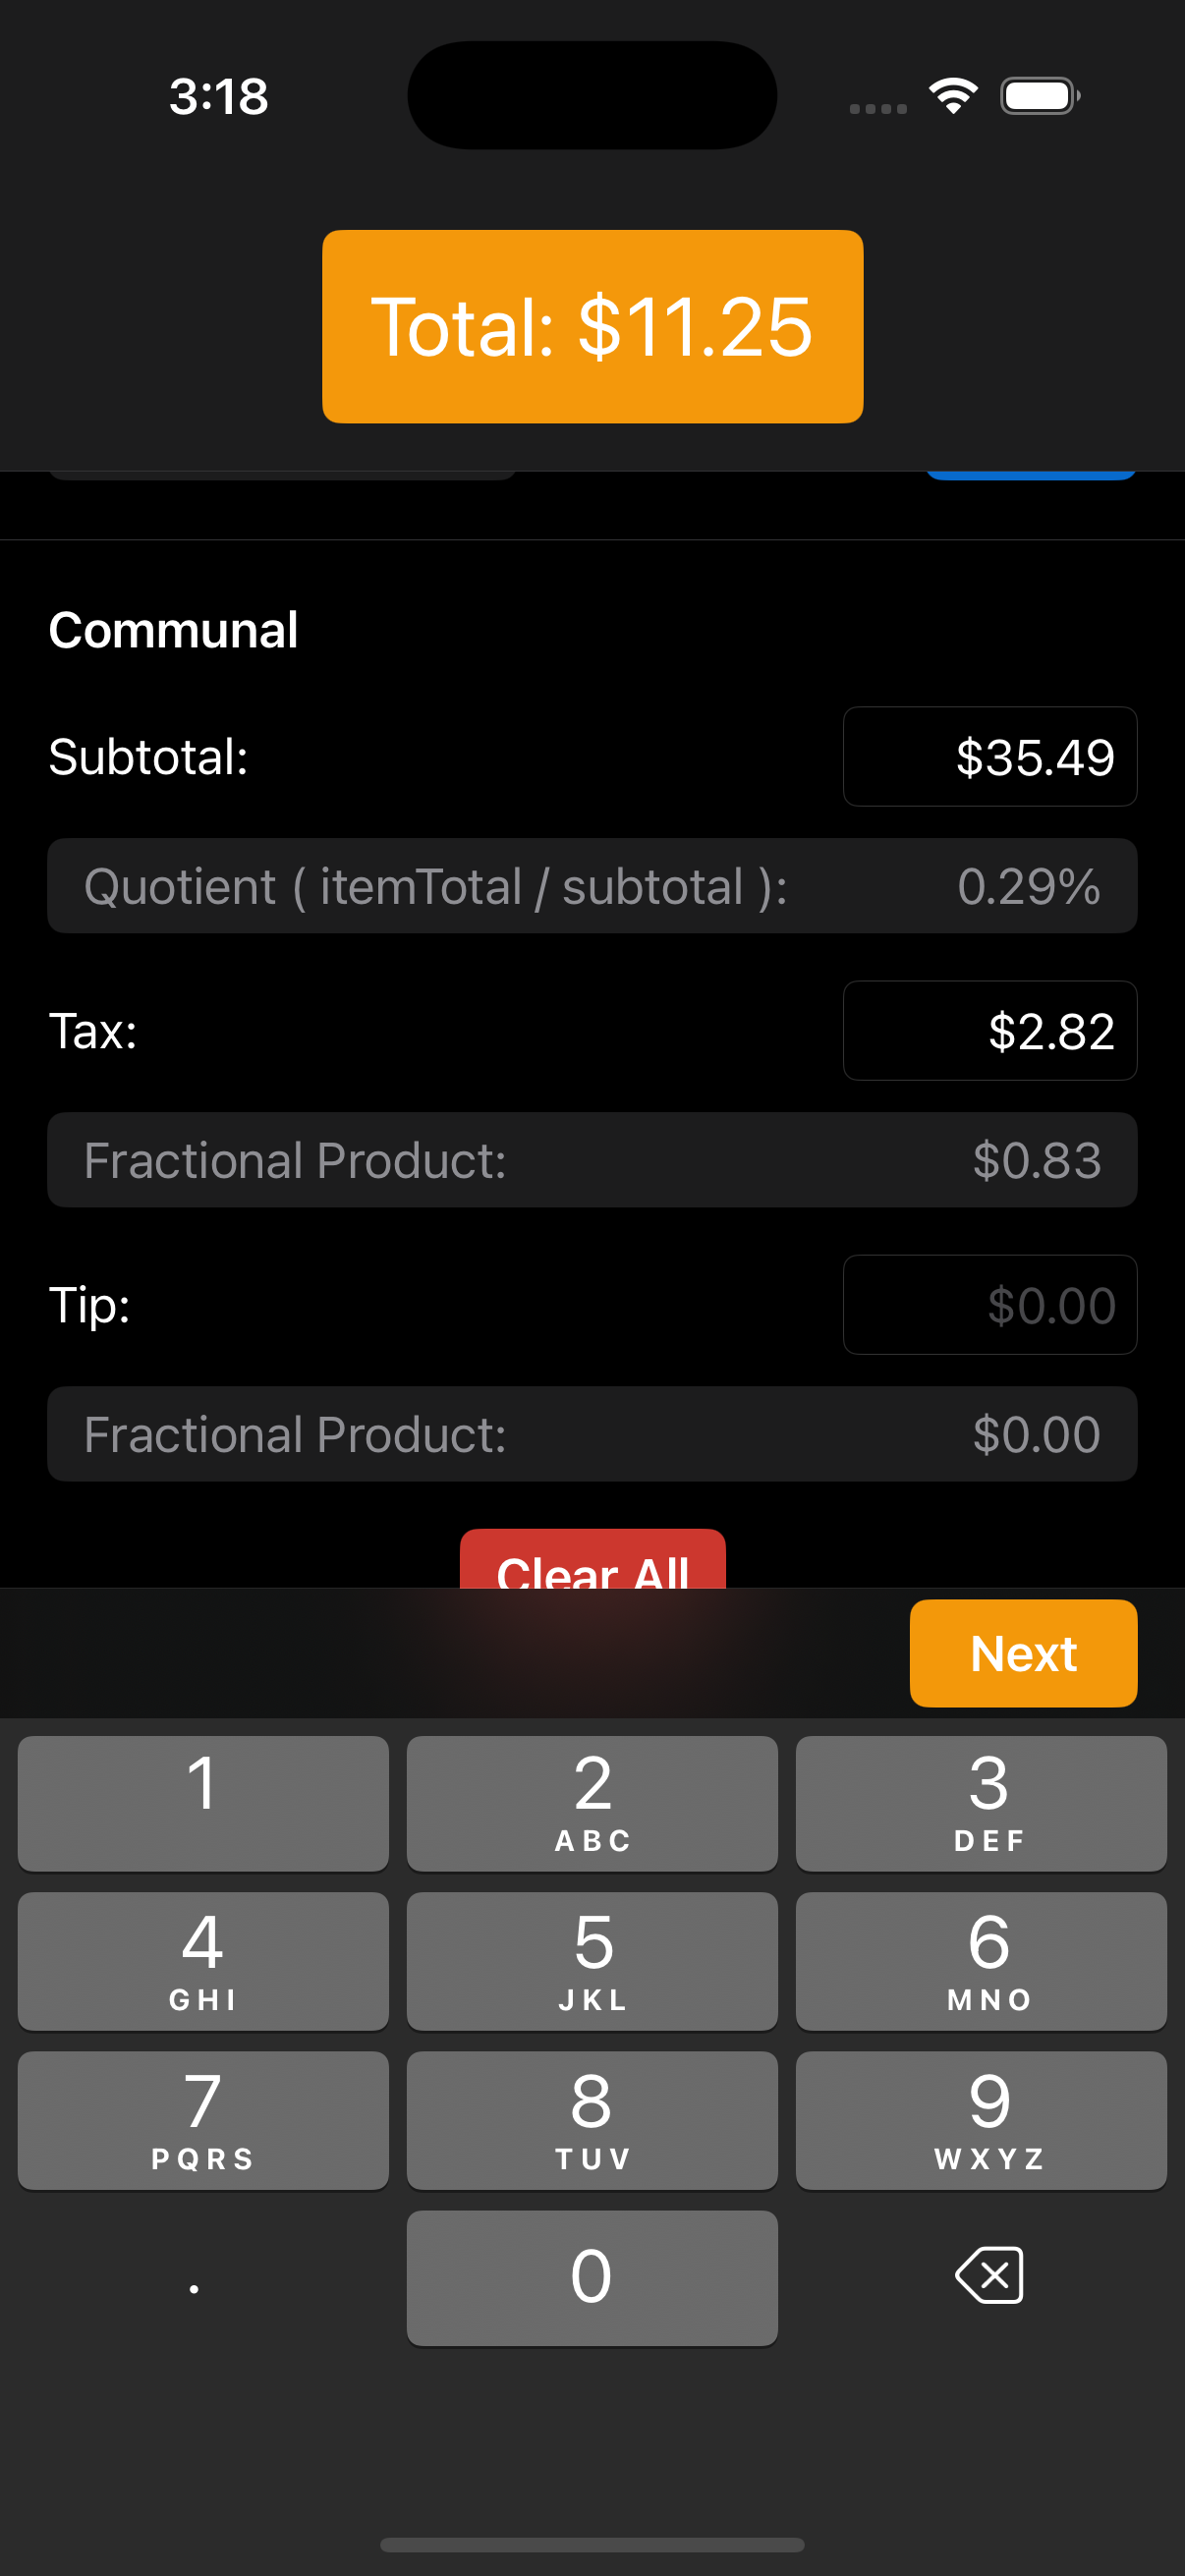 3:18
Total: $11.25
Communal
Subtotal: $35.49
Quotient ( itemTotal / subtotal ): 0.29%
Tax: $2.82
Fractional Product: $0.83
Tip: $0.00
Fractional Product: $0.00
Clear All
Next
1 2 3
ABC DEF
4 5 6
GHI JKL MNO
7 8 9
PQRS TUV WXYZ
. 0